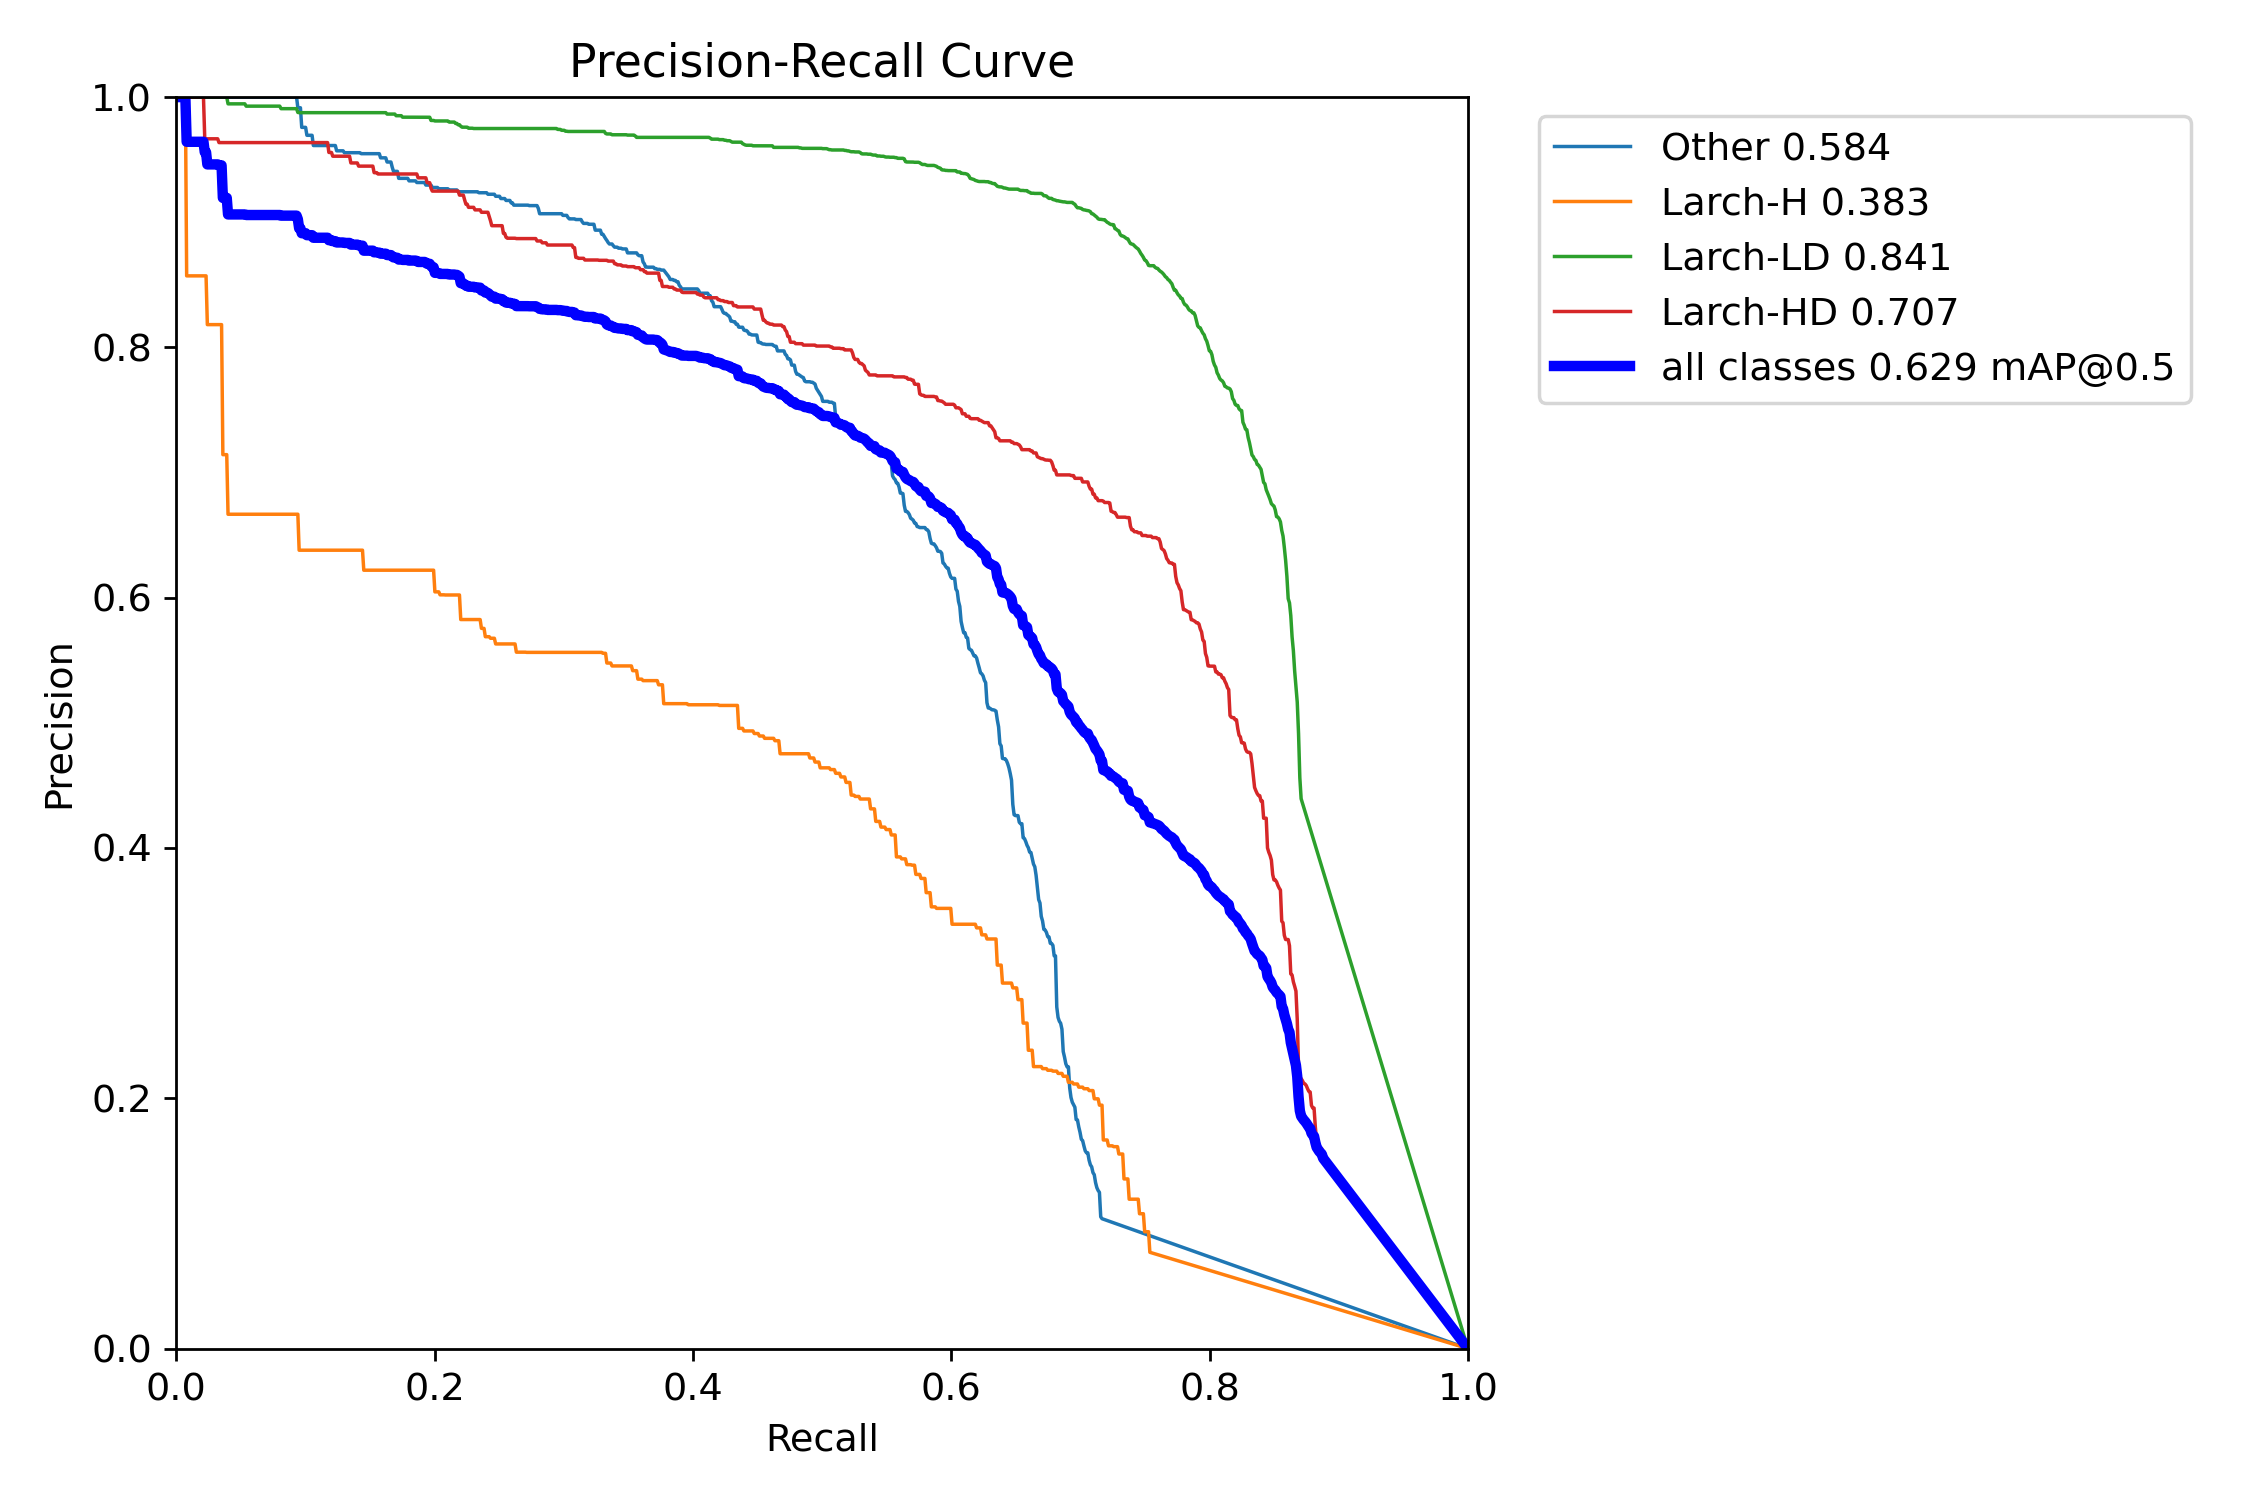 Precision-Recall Curve
1.0
0.8
0.6
0.4
0.2
0.0
Precision
0.0 0.2 0.4 0.6 0.8 1.0
Recall
Other 0.584
Larch-H 0.383
Larch-LD 0.841
Larch-HD 0.707
all classes 0.629 mAP@0.5